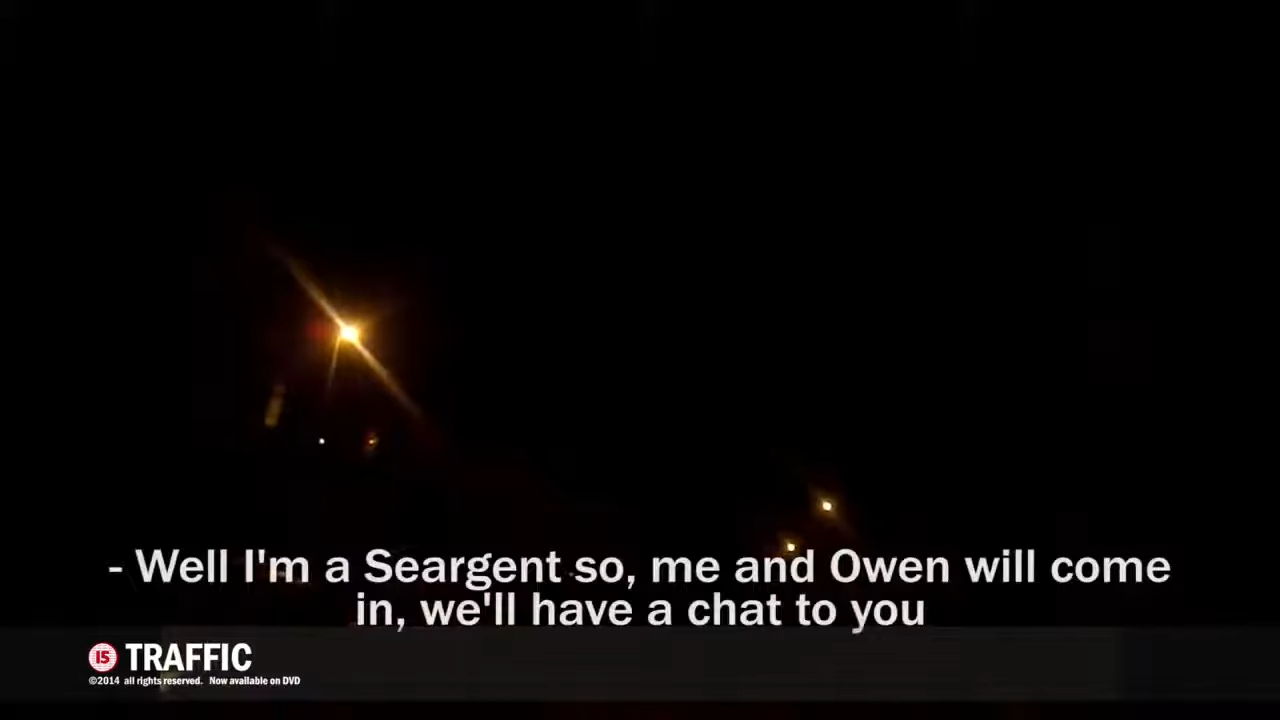 - Well I'm a Seargent so, me and Owen will come
in, we'll have a chat to you
15 TRAFFIC
©2014 all rights reserved. Now available on DVD